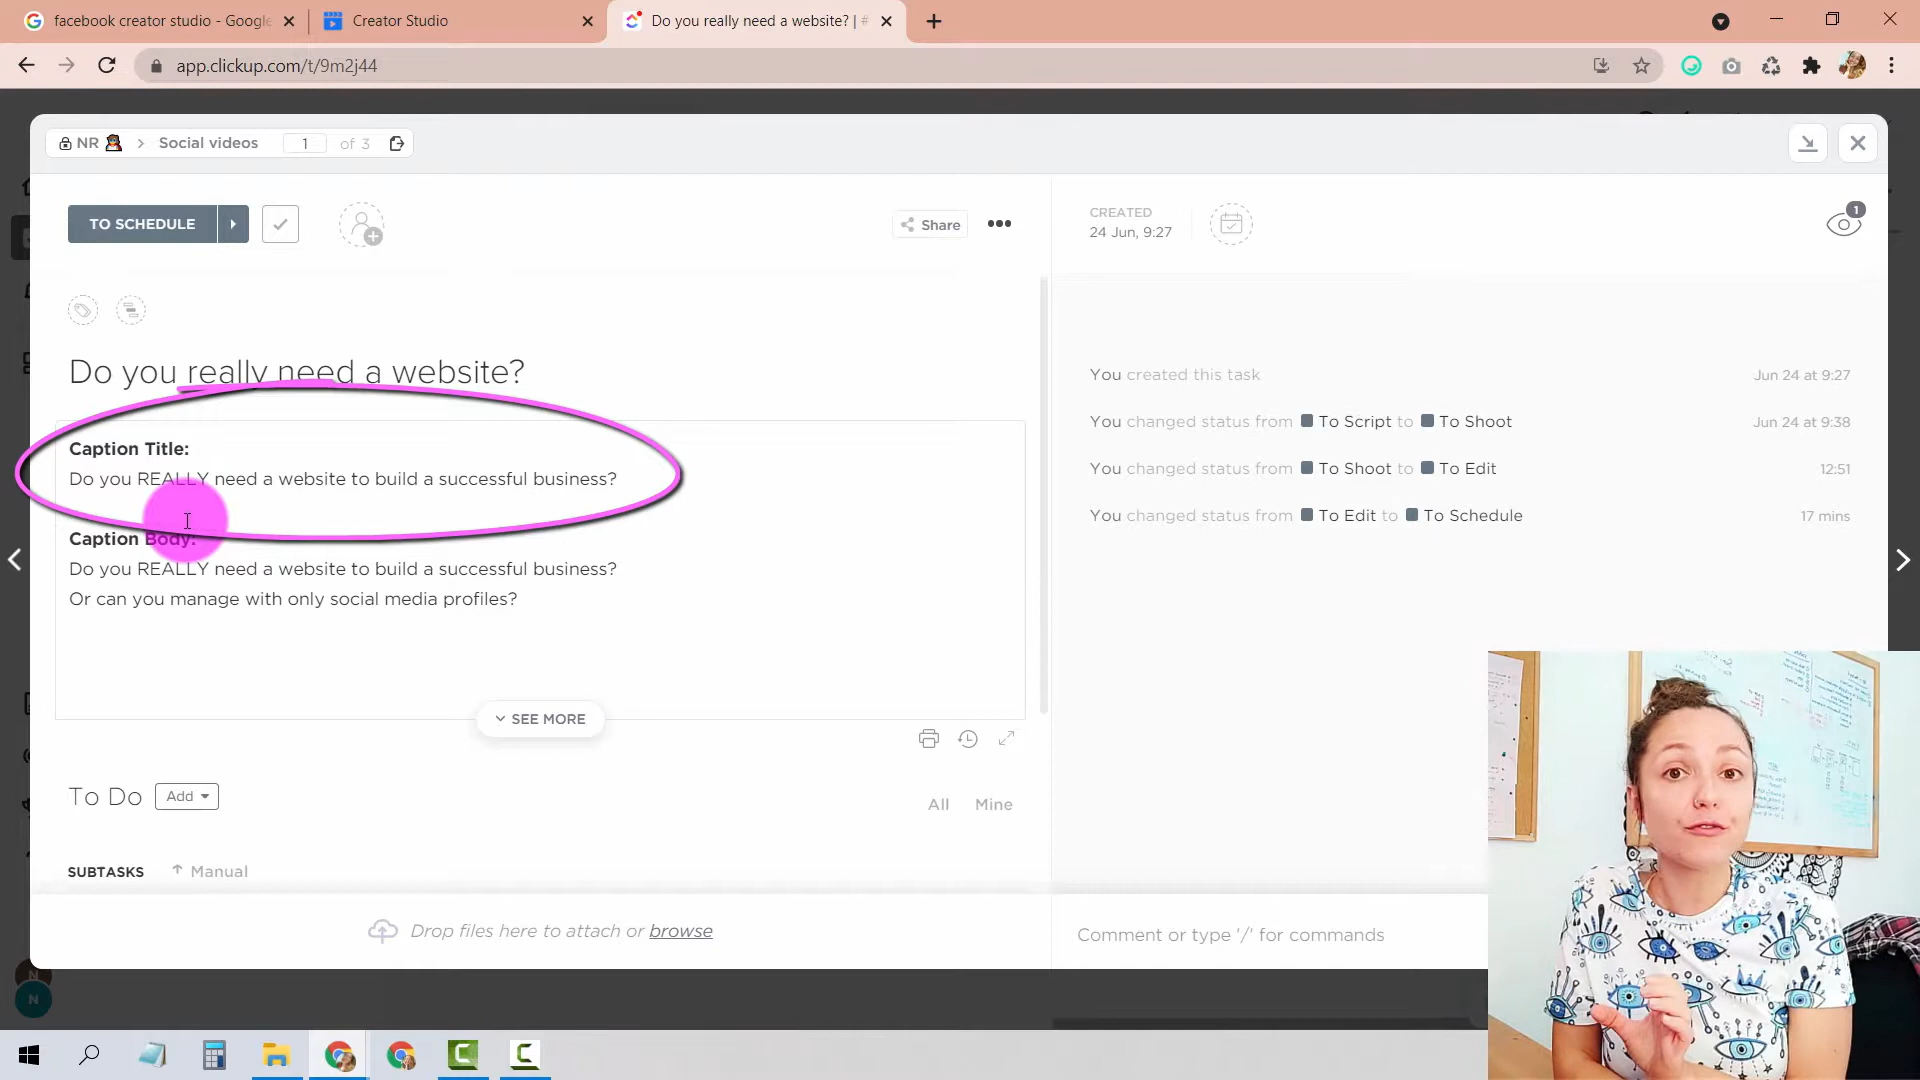 facebook creator studio - Google
Creator Studio
Do you really need a website? | #
app.clickup.com/t/9m2j44
NR > Social videos 1 of 3
TO SCHEDULE
Share
CREATED
24 Jun, 9:27
1
Do you really need a website?
Caption Title:
Do you REALLY need a website to build a successful business?
Caption Body:
Do you REALLY need a website to build a successful business?
Or can you manage with only social media profiles?
SEE MORE
You created this task Jun 24 at 9:27
You changed status from To Script to To Shoot Jun 24 at 9:38
You changed status from To Shoot to To Edit 12:51
You changed status from To Edit to To Schedule 17 mins
To Do Add
All Mine
SUBTASKS Manual
Drop files here to attach or browse
Comment or type '/' for commands
N
N